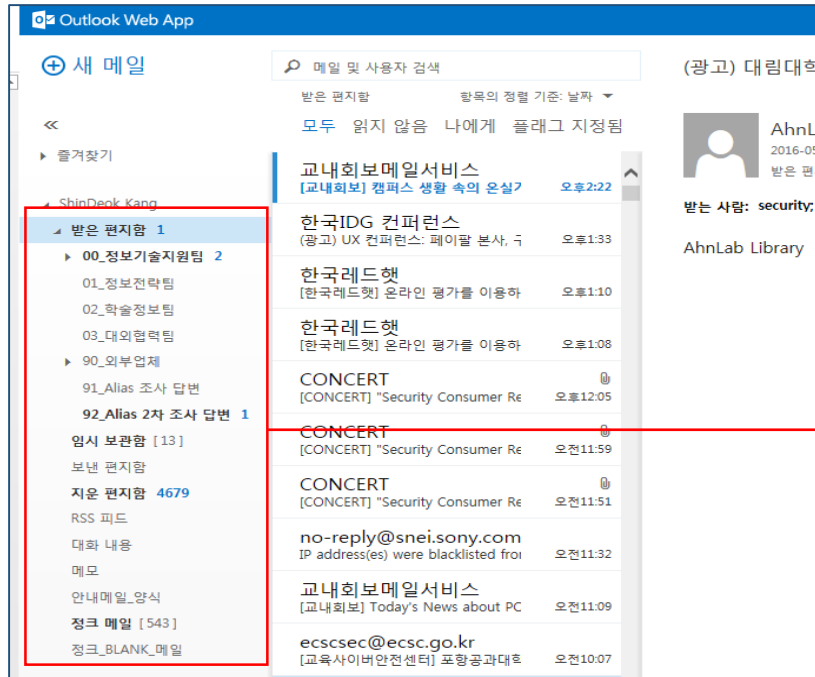 Outlook Web App
새 메일
메일 및 사용자 검색
받은 편지함 항목의 정렬 기준: 날짜
모두 읽지 않음 나에게 플래그 지정됨
즐겨찾기
ShinDeok Kang
받은 편지함 1
00_정보기술지원팀 2
01_정보전략팀
02_학술정보팀
03_대외협력팀
90_외부업체
91_Alias 조사 답변
92_Alias 2차 조사 답변 1
임시 보관함 [13]
보낸 편지함
지운 편지함 4679
RSS 피드
대화 내용
메모
안내메일_양식
정크 메일 [543]
정크_BLANK_메일
교내회보메일서비스
[교내회보] 캠퍼스 생활 속의 온실가 오후2:22
한국IDG 컨퍼런스
(광고) UX 컨퍼런스: 페이팔 본사, 구 오후1:33
한국레드햇
[한국레드햇] 온라인 평가를 이용하 오후1:10
한국레드햇
[한국레드햇] 온라인 평가를 이용하 오후1:08
CONCERT
[CONCERT] "Security Consumer Re 오후12:05
CONCERT
[CONCERT] "Security Consumer Re 오전11:59
CONCERT
[CONCERT] "Security Consumer Re 오전11:51
no-reply@snei.sony.com
IP address(es) were blacklisted from 오전11:32
교내회보메일서비스
[교내회보] Today's News about PC 오전11:09
ecscsec@ecsc.go.kr
[교육사이버안전센터] 포항공과대학 오전10:07
(광고) 대림대학
AhnL
2016-05
받은 편
받는 사람: security;
AhnLab Library